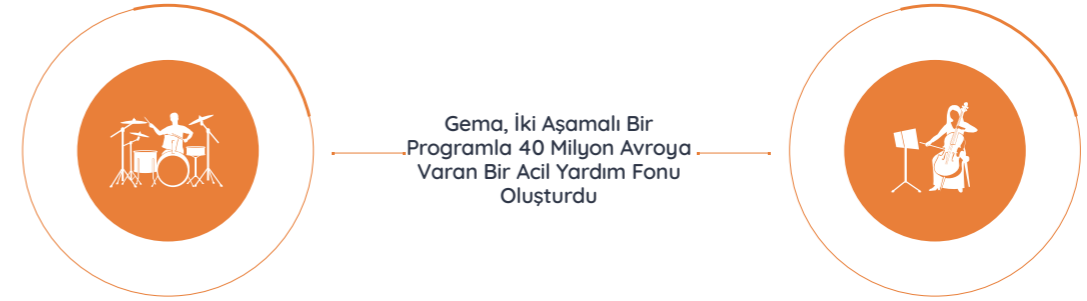 Gema, İki Aşamalı Bir
Programla 40 Milyon Avroya
Varan Bir Acil Yardım Fonu
Oluşturdu